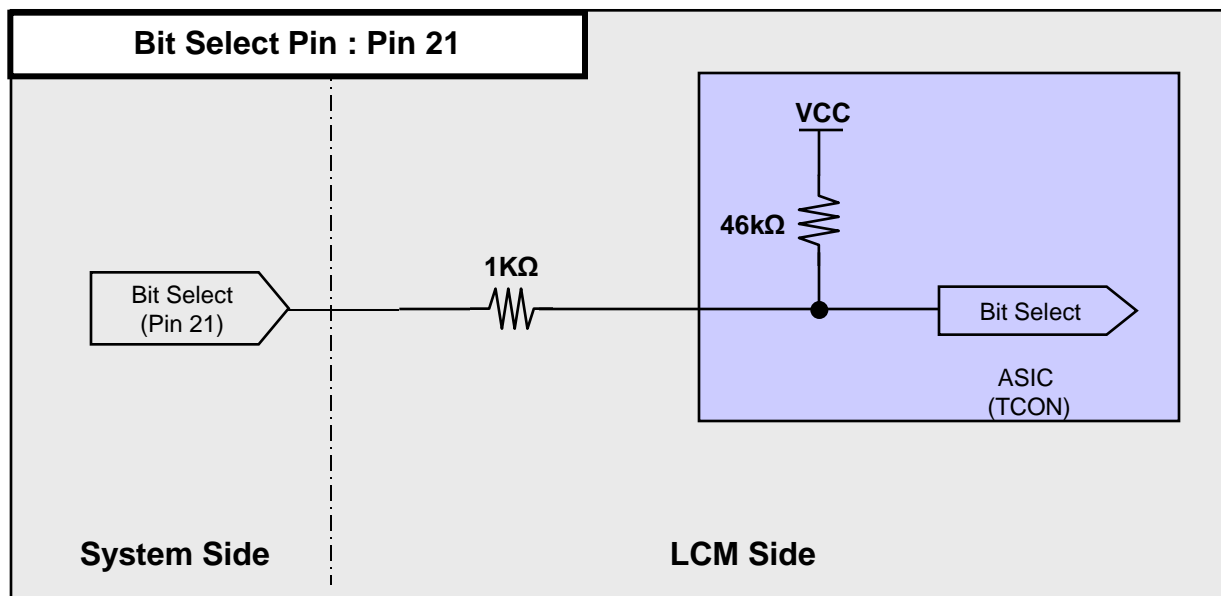 Bit Select Pin : Pin 21
VCC
46kΩ
1KΩ
Bit Select
(Pin 21)
Bit Select
ASIC
(TCON)
System Side
LCM Side